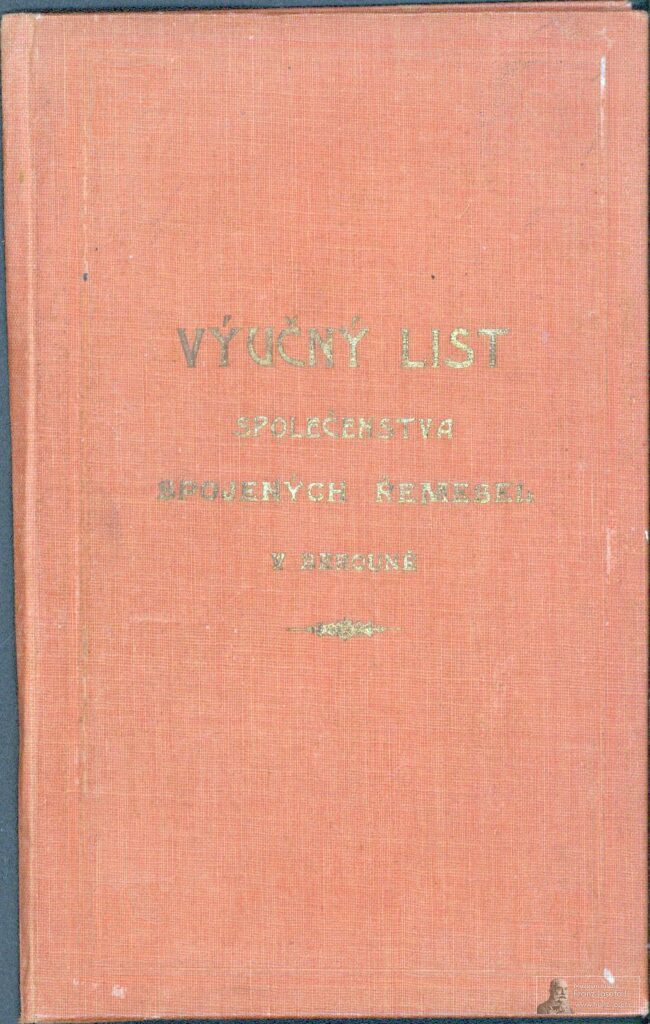 VÝUČNÝ LIST
SPOLEČENSTVA
SPOJENÝCH ŘEMESEL
V BEROUNĚ